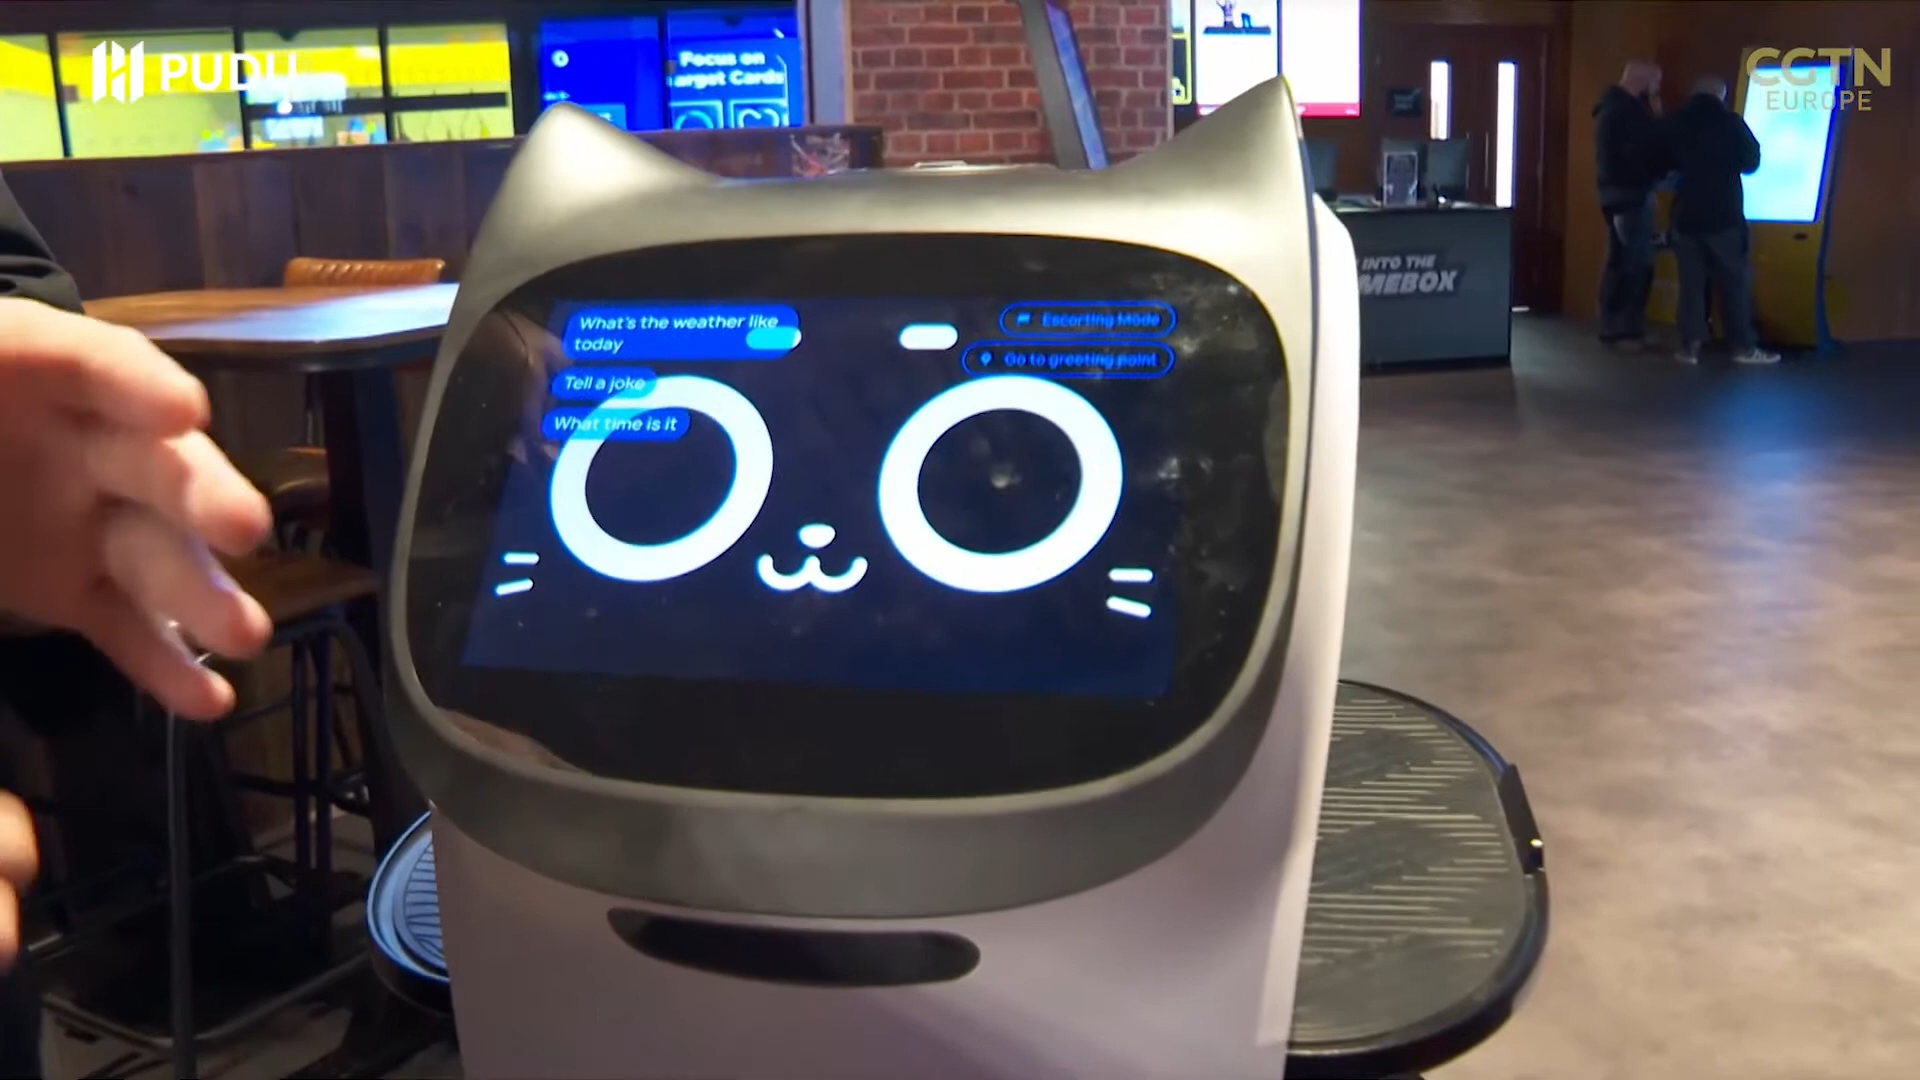 PUDU
Focus on
arget Cards
CGTN
EUROPE
INTO THE
MEBOX
What's the weather like
today
Tell a joke
What time is it
Escorting Mode
Go to greeting point